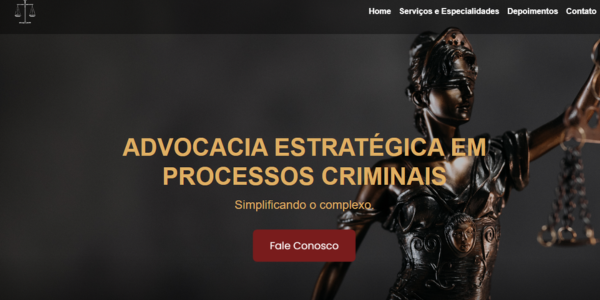 Home Serviços e Especialidades Depoimentos Contato
ADVOCACIA ESTRATÉGICA EM
PROCESSOS CRIMINAIS
Simplificando o complexo.
Fale Conosco